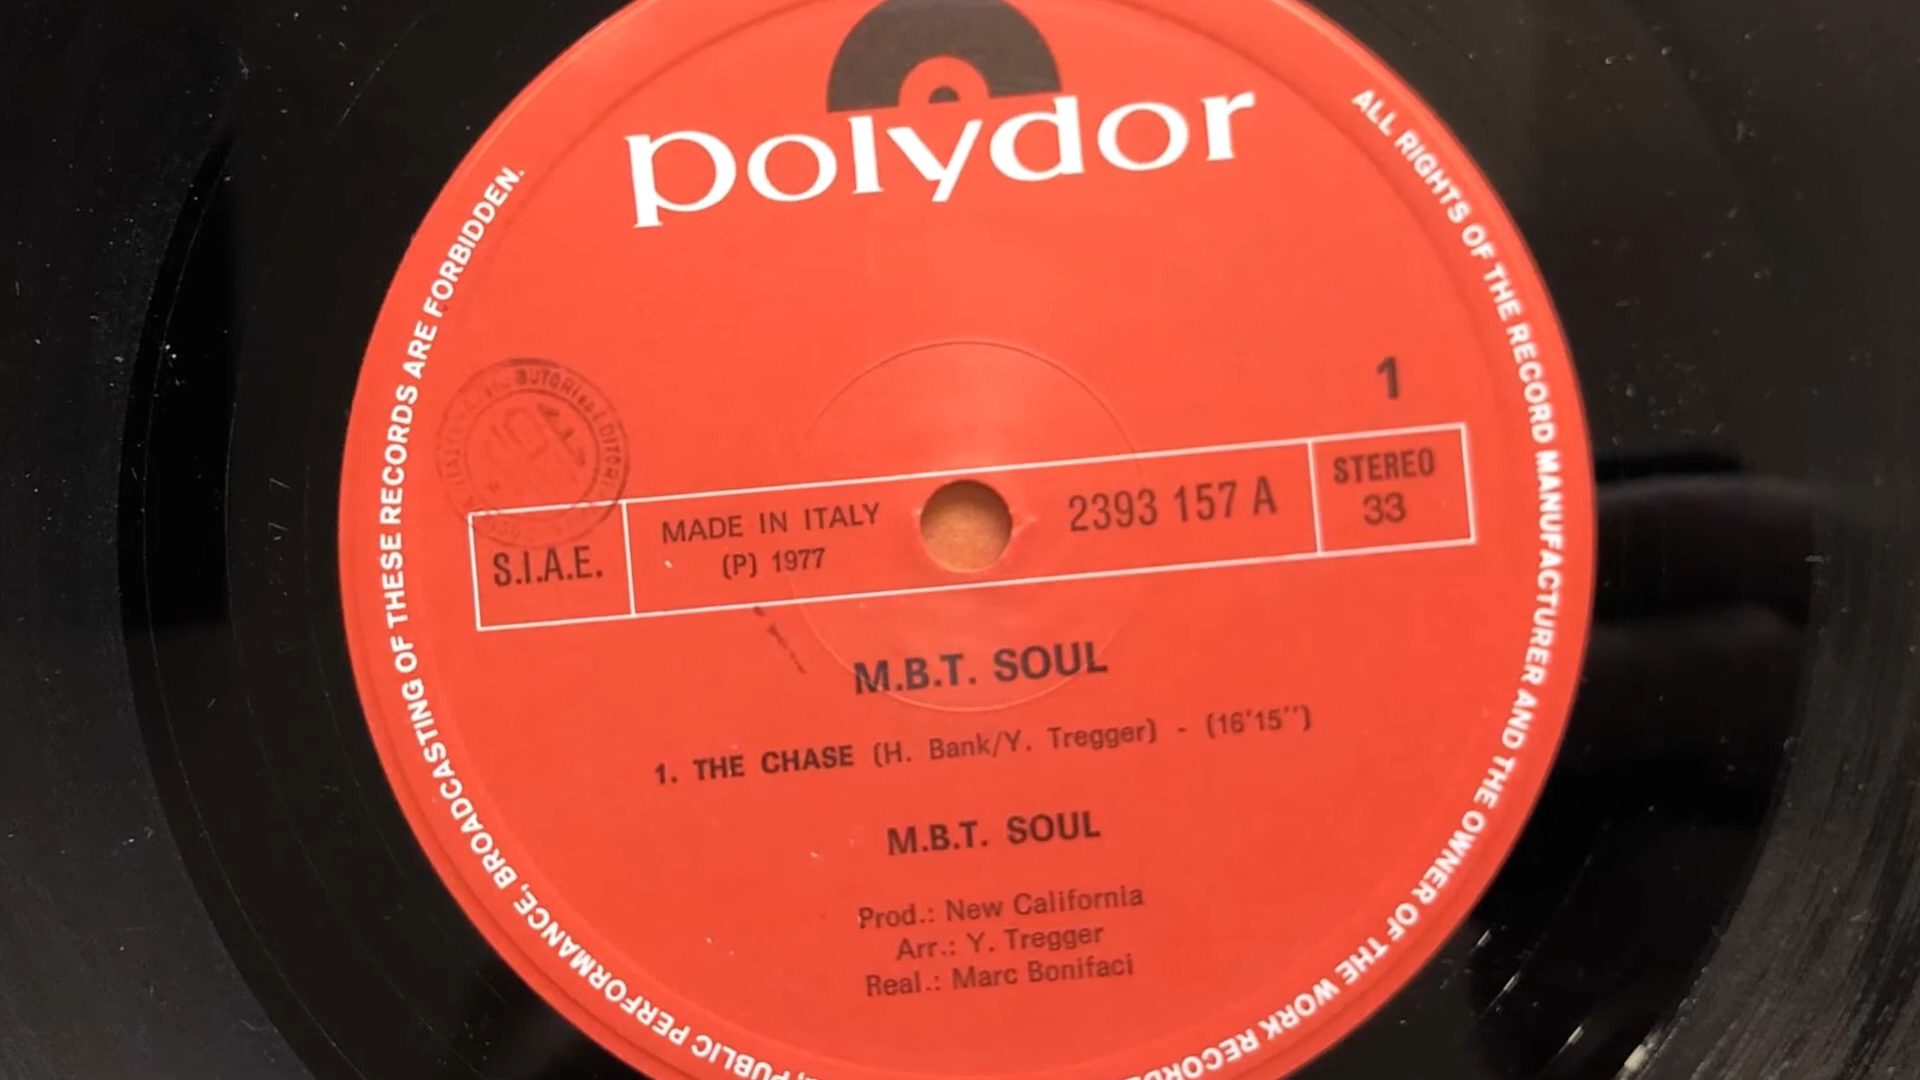 polydor
ALL RIGHTS OF THE RECORD MANUFACTURER AND THE OWNER OF THE WORK
PUBLIC PERFORMANCE, BROADCASTING OF THESE RECORDS ARE FORBIDDEN.
1
S.I.A.E.
MADE IN ITALY
(P) 1977
2393 157 A
STEREO
33
M.B.T. SOUL
1. THE CHASE (H. Bank/Y. Tregger) - (16'15'')
M.B.T. SOUL
Prod.: New California
Arr.: Y. Tregger
Real.: Marc Bonifaci